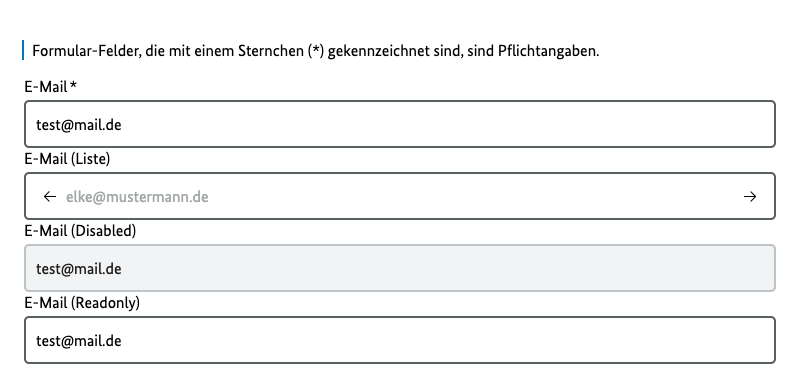 Formular-Felder, die mit einem Sternchen (*) gekennzeichnet sind, sind Pflichtangaben.
E-Mail *
test@mail.de
E-Mail (Liste)
← elke@mustermann.de →
E-Mail (Disabled)
test@mail.de
E-Mail (Readonly)
test@mail.de